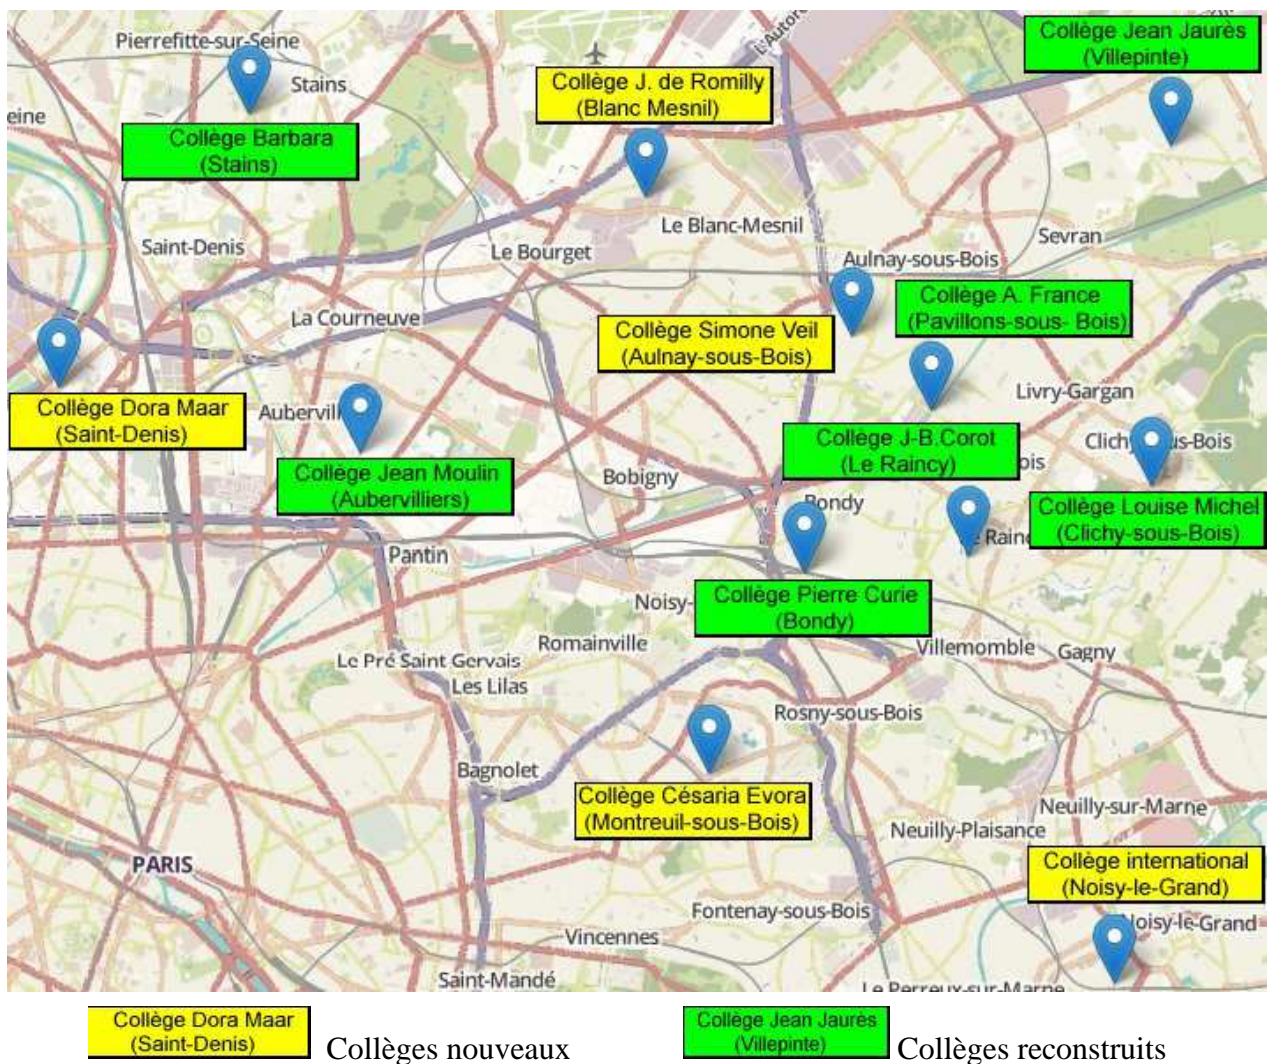 Pierrefitte-sur-Seine
Stains
Collège J. de Romilly
(Blanc Mesnil)
Collège Jean Jaurès
(Villepinte)
Collège Barbara
(Stains)
Saint-Denis
Le Bourget
Le Blanc-Mesnil
Sevran
Aulnay-sous-Bois
La Courneuve
Collège Simone Veil
(Aulnay-sous-Bois)
Collège A. France
(Pavillons-sous- Bois)
Collège Dora Maar
(Saint-Denis)
Livry-Gargan
Collège Jean Moulin
(Aubervilliers)
Bobigny
Collège J-B.Corot
(Le Raincy)
Collège Louise Michel
(Clichy-sous-Bois)
Pantin
Collège Pierre Curie
(Bondy)
Romainville
Villemomble
Gagny
Le Pré Saint Gervais
Les Lilas
Rosny-sous-Bois
Bagnolet
Collège Césaria Evora
(Montreuil-sous-Bois)
Neuilly-sur-Marne
Neuilly-Plaisance
PARIS
Collège international
(Noisy-le-Grand)
Fontenay-sous-Bois
Noisy-le-Grand
Vincennes
Saint-Mandé
Le Perreux-sur-Marne
Collège Dora Maar
(Saint-Denis)
Collèges nouveaux
Collège Jean Jaurès
(Villepinte)
Collèges reconstruits